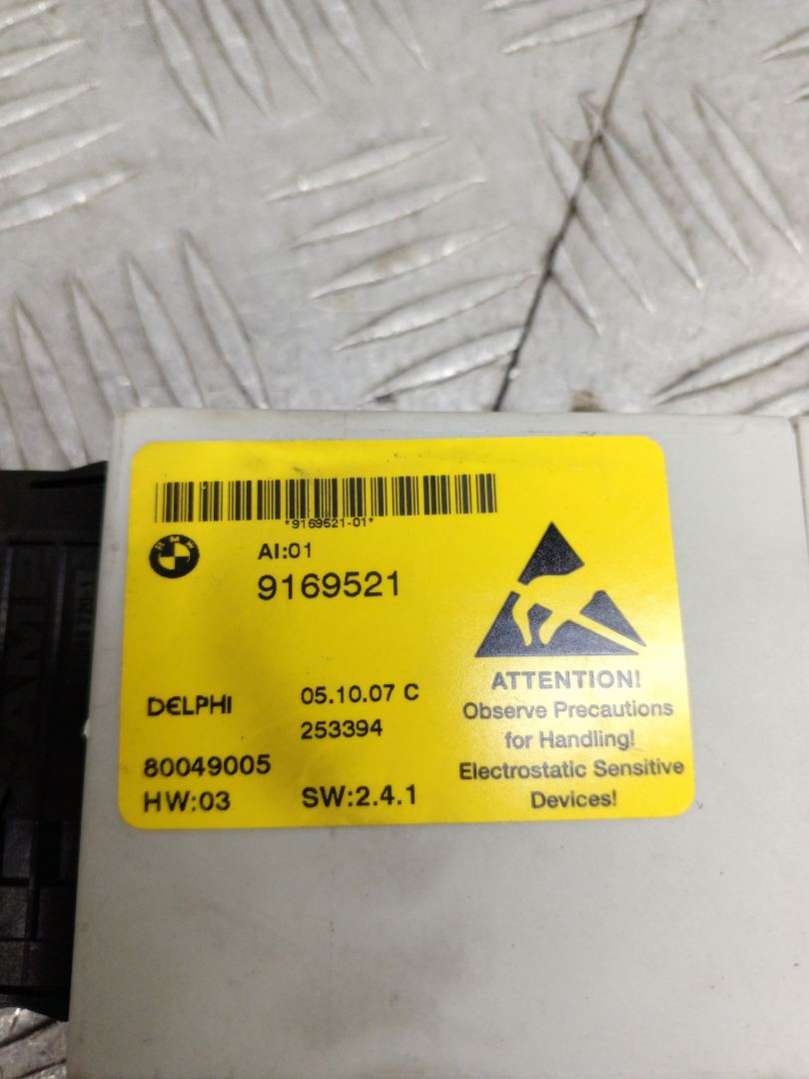 *9169521-01*
BMW
AI:01
9169521
DELPHI
05.10.07 C
253394
80049005
HW:03
SW:2.4.1
ATTENTION!
Observe Precautions
for Handling!
Electrostatic Sensitive
Devices!